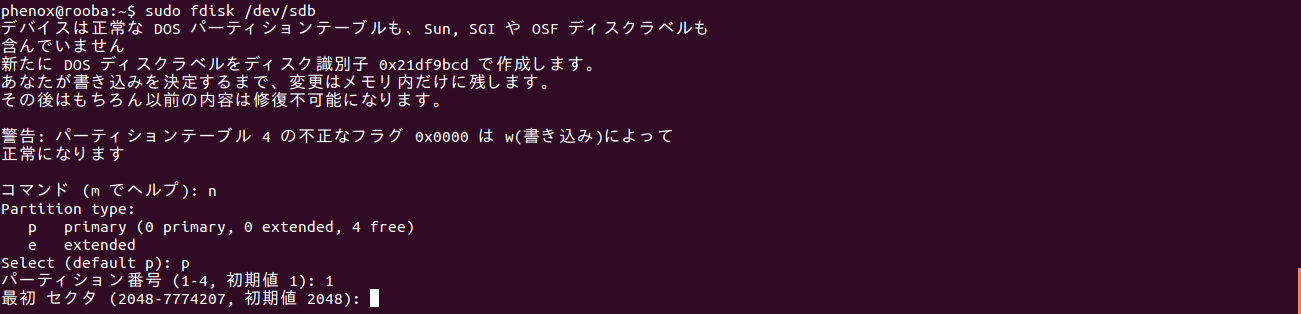 phenox@rooba:~$ sudo fdisk /dev/sdb
デバイスは正常な DOS パーティションテーブルも、Sun, SGI や OSF ディスクラベルも
含んでいません
新たに DOS ディスクラベルをディスク識別子 0x21df9bcd で作成します。
あなたが書き込みを決定するまで、変更はメモリ内だけに残します。
その後はもちろん以前の内容は修復不可能になります。
警告: パーティションテーブル 4 の不正なフラグ 0x0000 は w(書き込み)によって
正常になります
コマンド (m でヘルプ): n
Partition type:
   p   primary (0 primary, 0 extended, 4 free)
   e   extended
Select (default p): p
パーティション番号 (1-4, 初期値 1): 1
最初 セクタ (2048-7774207, 初期値 2048):